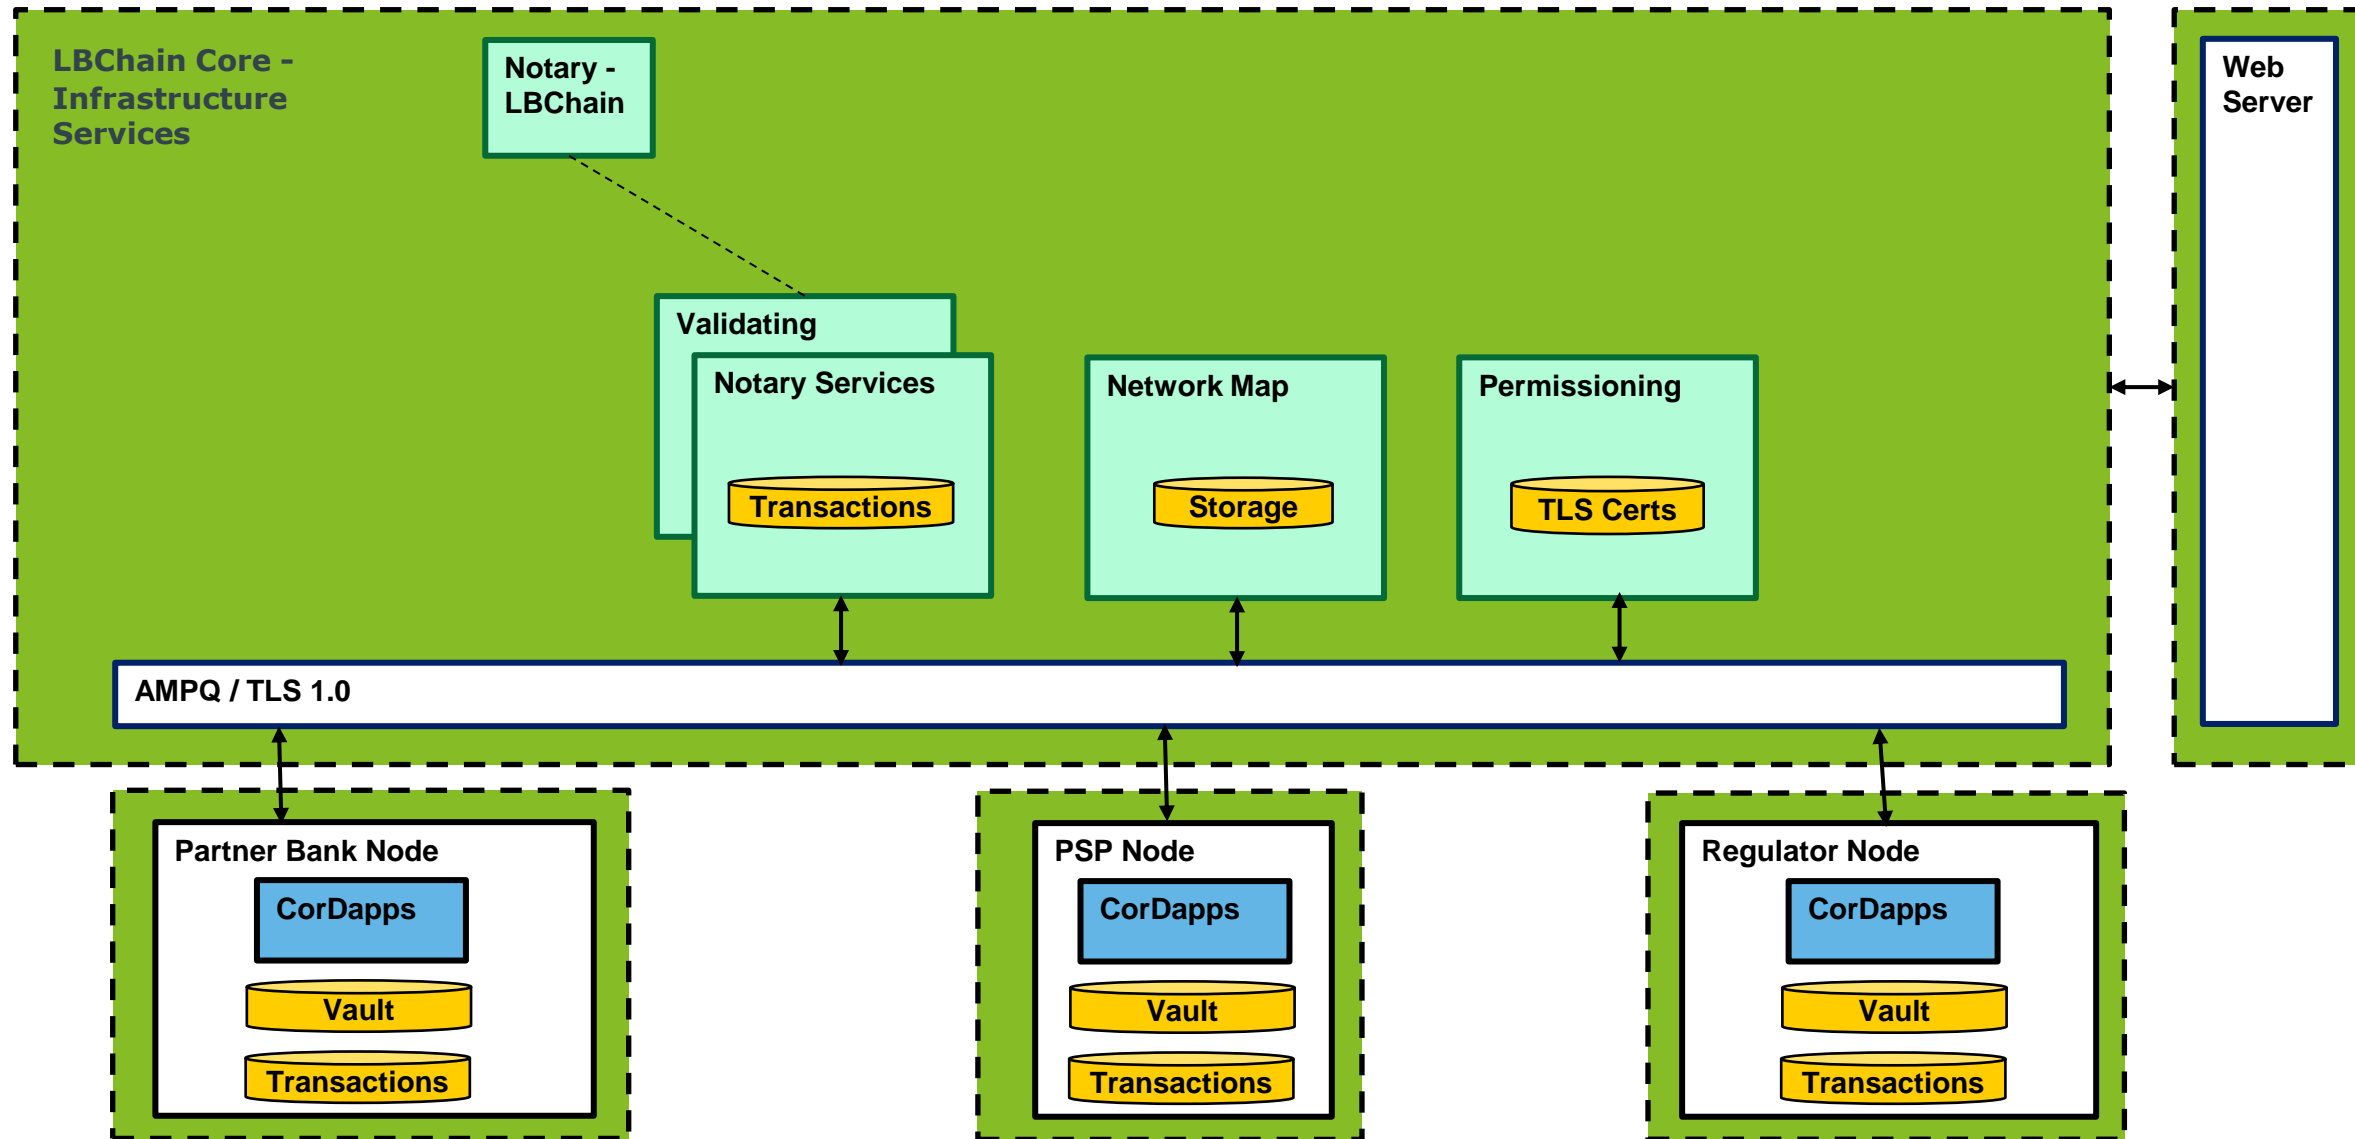 LBChain Core -
Infrastructure
Services
Notary -
LBChain
Web
Server
Validating
Notary Services
Transactions
Network Map
Storage
Permissioning
TLS Certs
AMPQ / TLS 1.0
Partner Bank Node
CorDapps
Vault
Transactions
PSP Node
CorDapps
Vault
Transactions
Regulator Node
CorDapps
Vault
Transactions